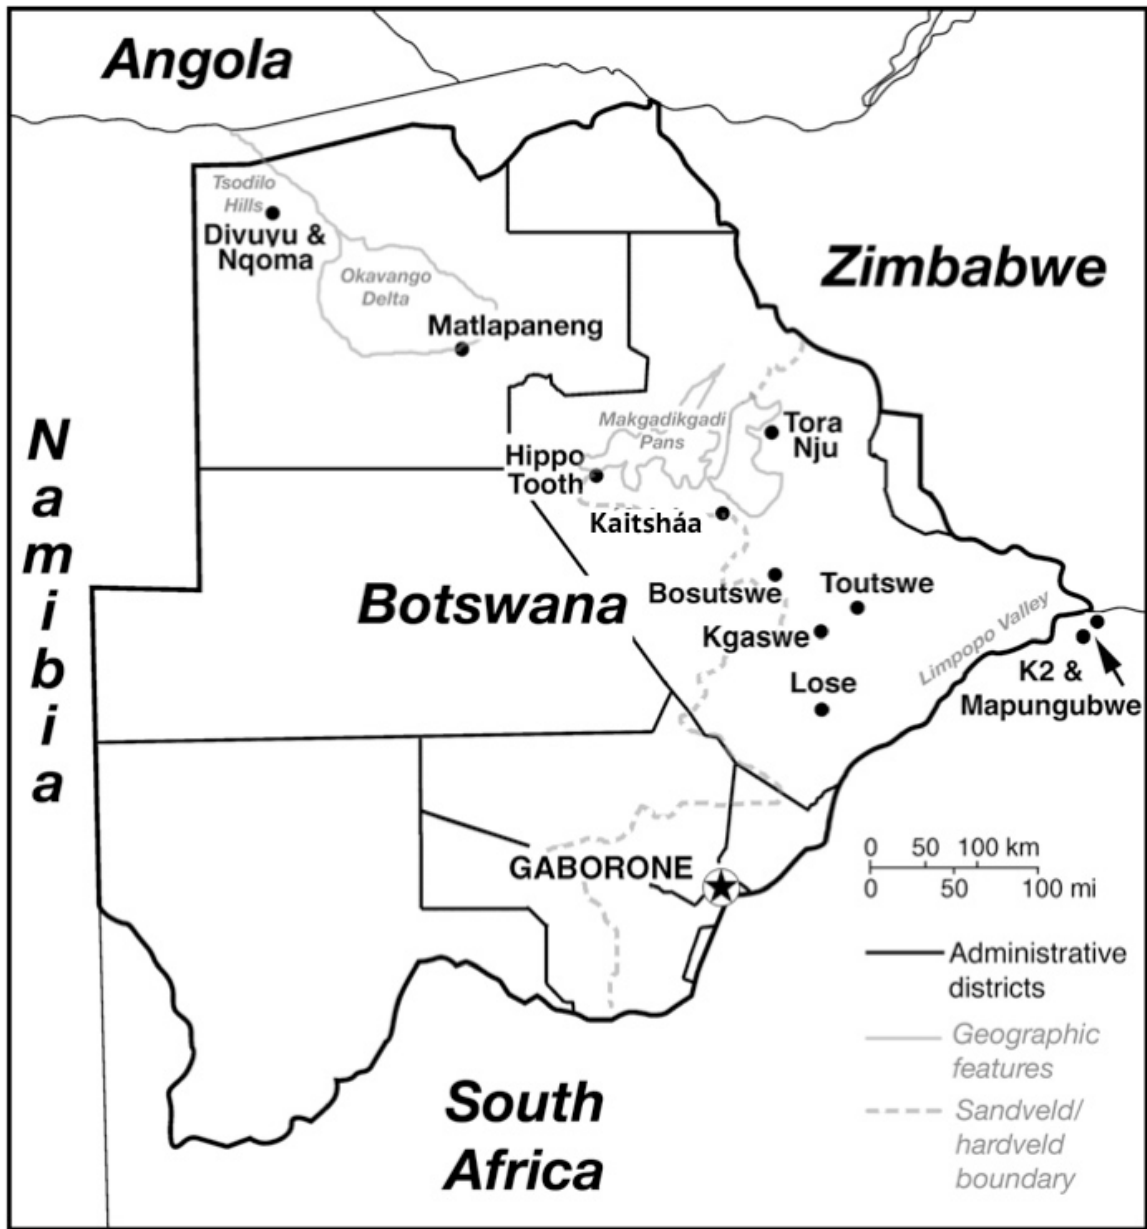 Angola
Tsodilo
Hills
Divuyu &
Nqoma
Okavango
Delta
Zimbabwe
Matlapaneng
Namibia
Makgadikgadi
Pans
Tora
Nju
Hippo
Tooth
Kaitsháa
Botswana
Bosutswe
Toutswe
Kgaswe
Limpopo Valley
Lose
K2 &
Mapungubwe
GABORONE
0 50 100 km
0 50 100 mi
Administrative
districts
Geographic
features
Sandveld/
hardveld
boundary
South
Africa